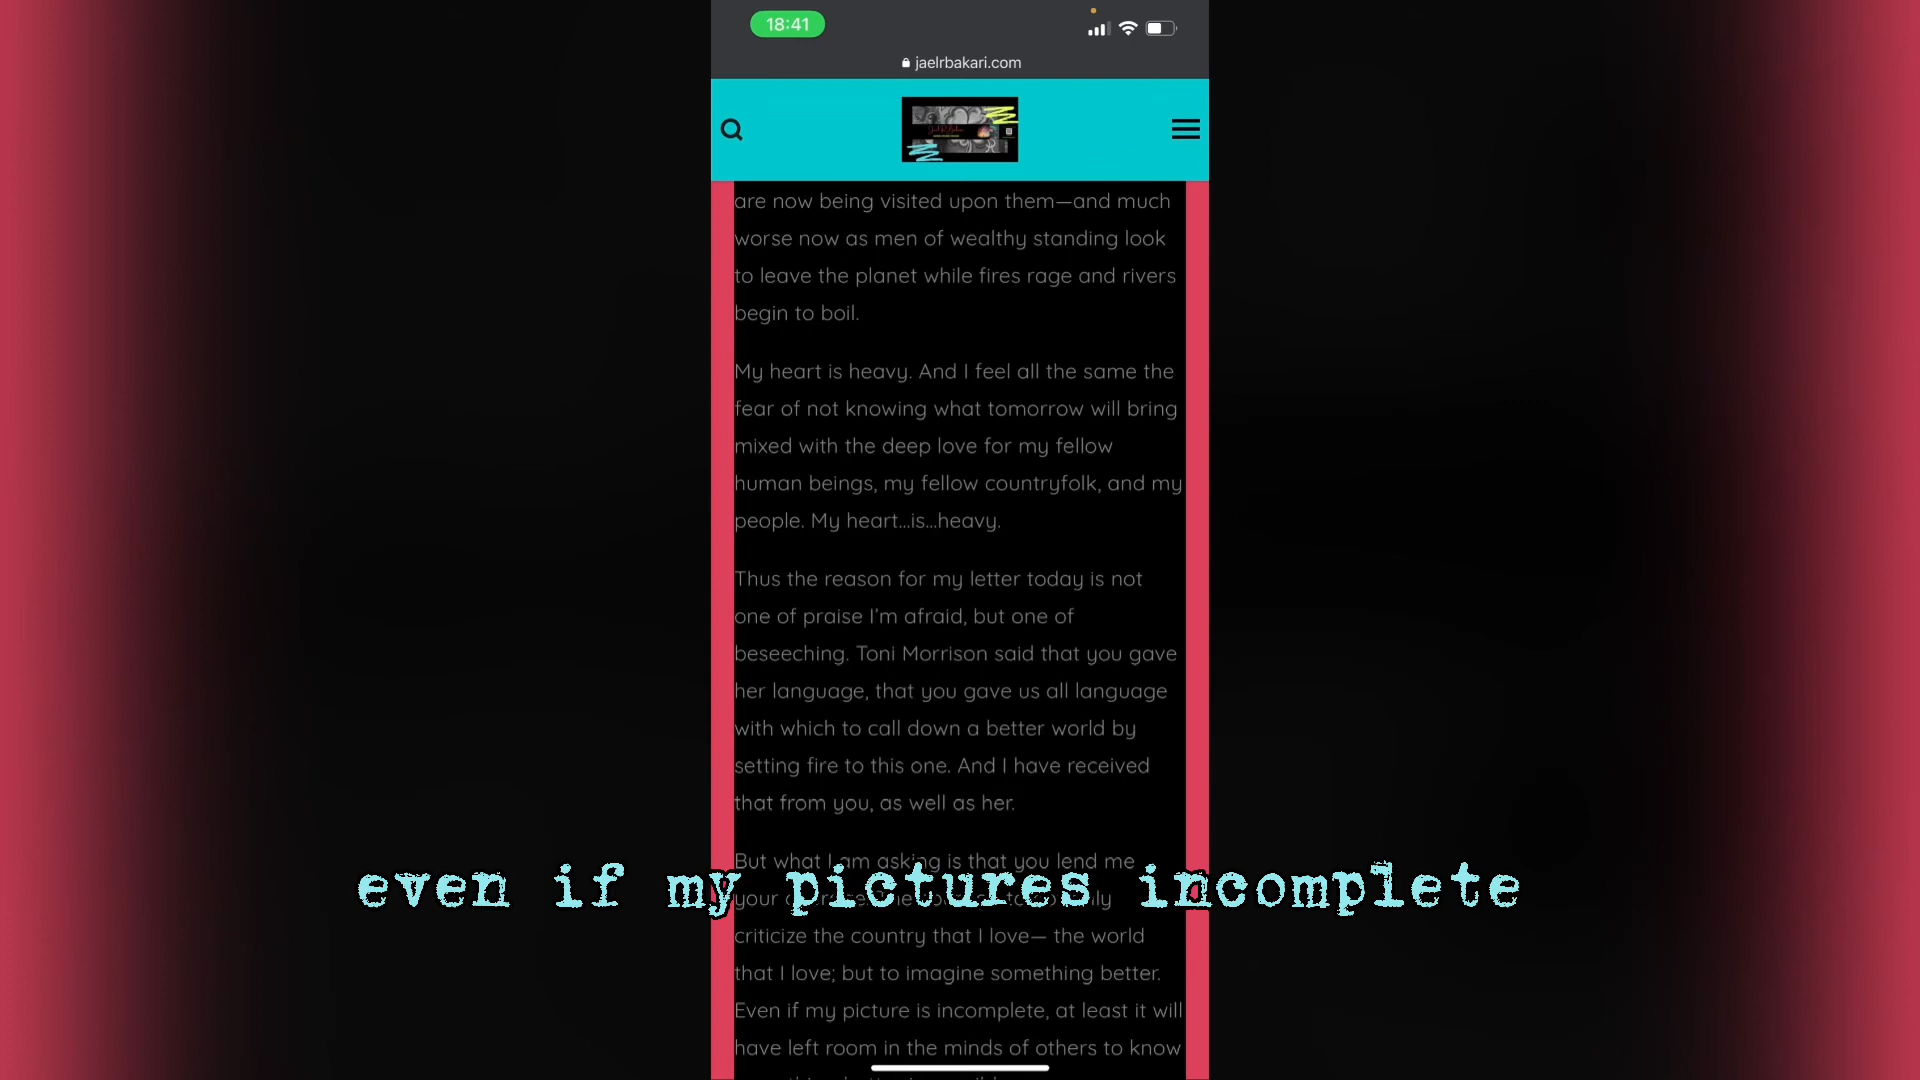 18:41
jaelrbakari.com
are now being visited upon them—and much
worse now as men of wealthy standing look
to leave the planet while fires rage and rivers
begin to boil.
My heart is heavy. And I feel all the same the
fear of not knowing what tomorrow will bring
mixed with the deep love for my fellow
human beings, my fellow countryfolk, and my
people. My heart...is...heavy.
Thus the reason for my letter today is not
one of praise I'm afraid, but one of
beseeching. Toni Morrison said that you gave
her language, that you gave us all language
with which to call down a better world by
setting fire to this one. And I have received
that from you, as well as her.
But what I am asking is that you lend me
even if my pictures incomplete
your
criticize the country that I love— the world
that I love; but to imagine something better.
Even if my picture is incomplete, at least it will
have left room in the minds of others to know